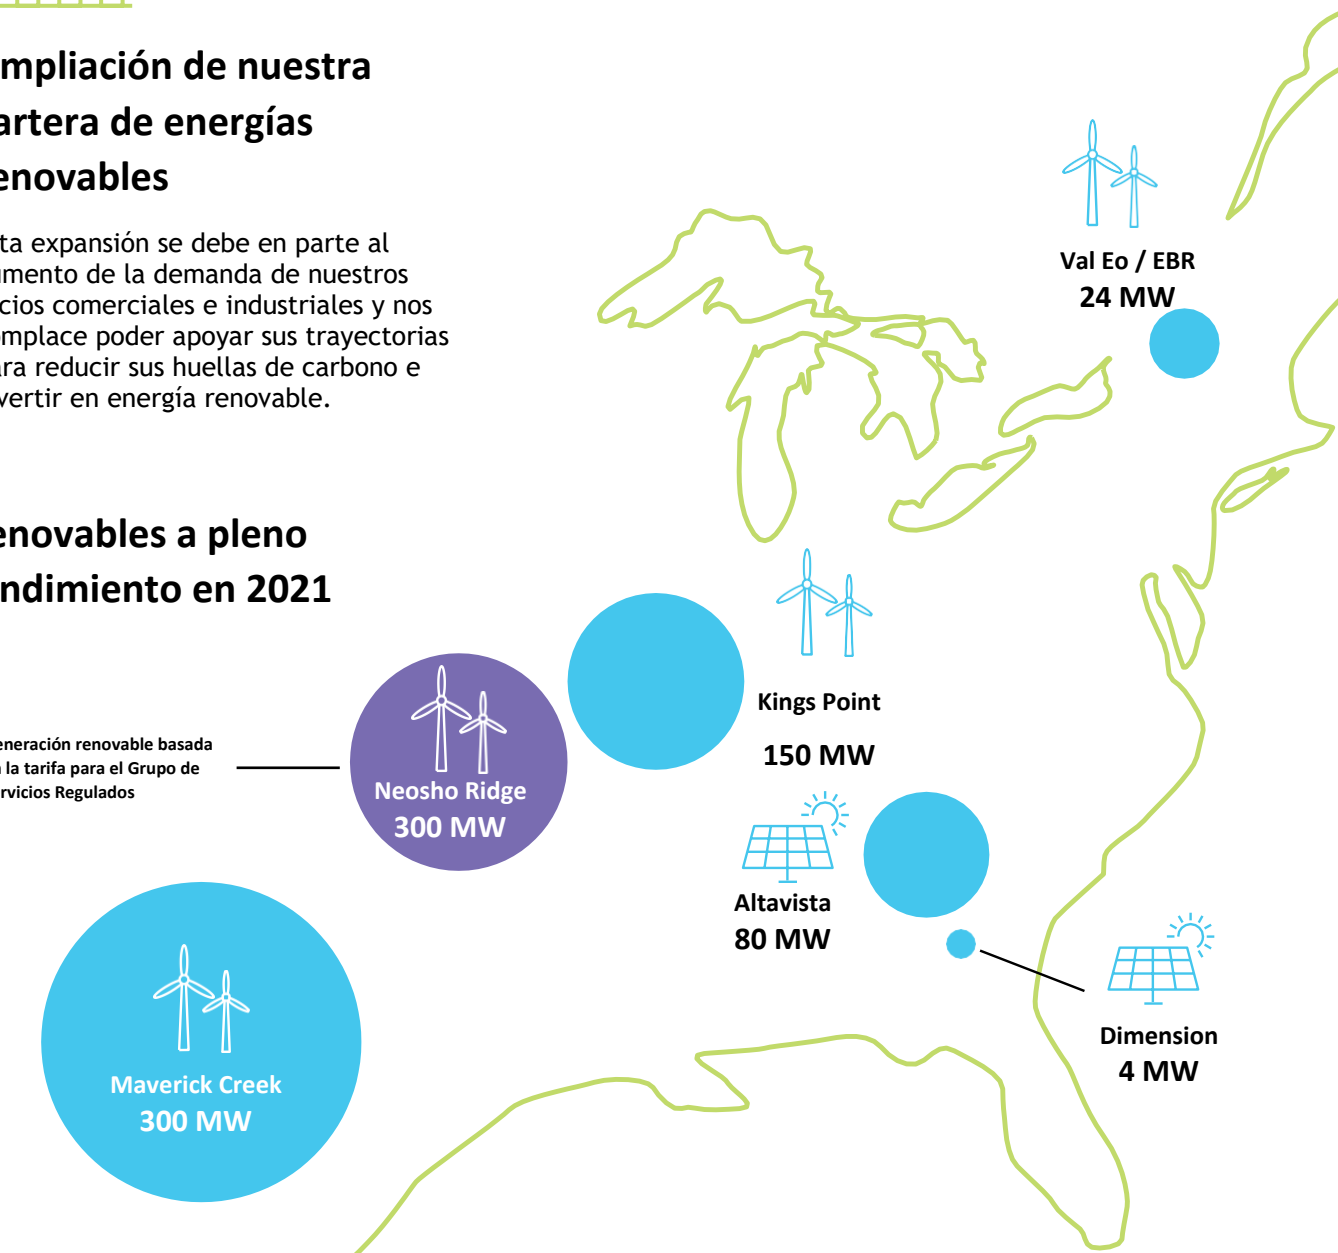 mpliación de nuestra
artera de energías
enovables
ta expansión se debe en parte al
umento de la demanda de nuestros
cios comerciales e industriales y nos
omplace poder apoyar sus trayectorias
ara reducir sus huellas de carbono e
vertir en energía renovable.
enovables a pleno
ndimiento en 2021
Val Eo / EBR
24 MW
Kings Point
150 MW
eneración renovable basada
n la tarifa para el Grupo de
rvicios Regulados
Neosho Ridge
300 MW
Altavista
80 MW
Dimension
4 MW
Maverick Creek
300 MW